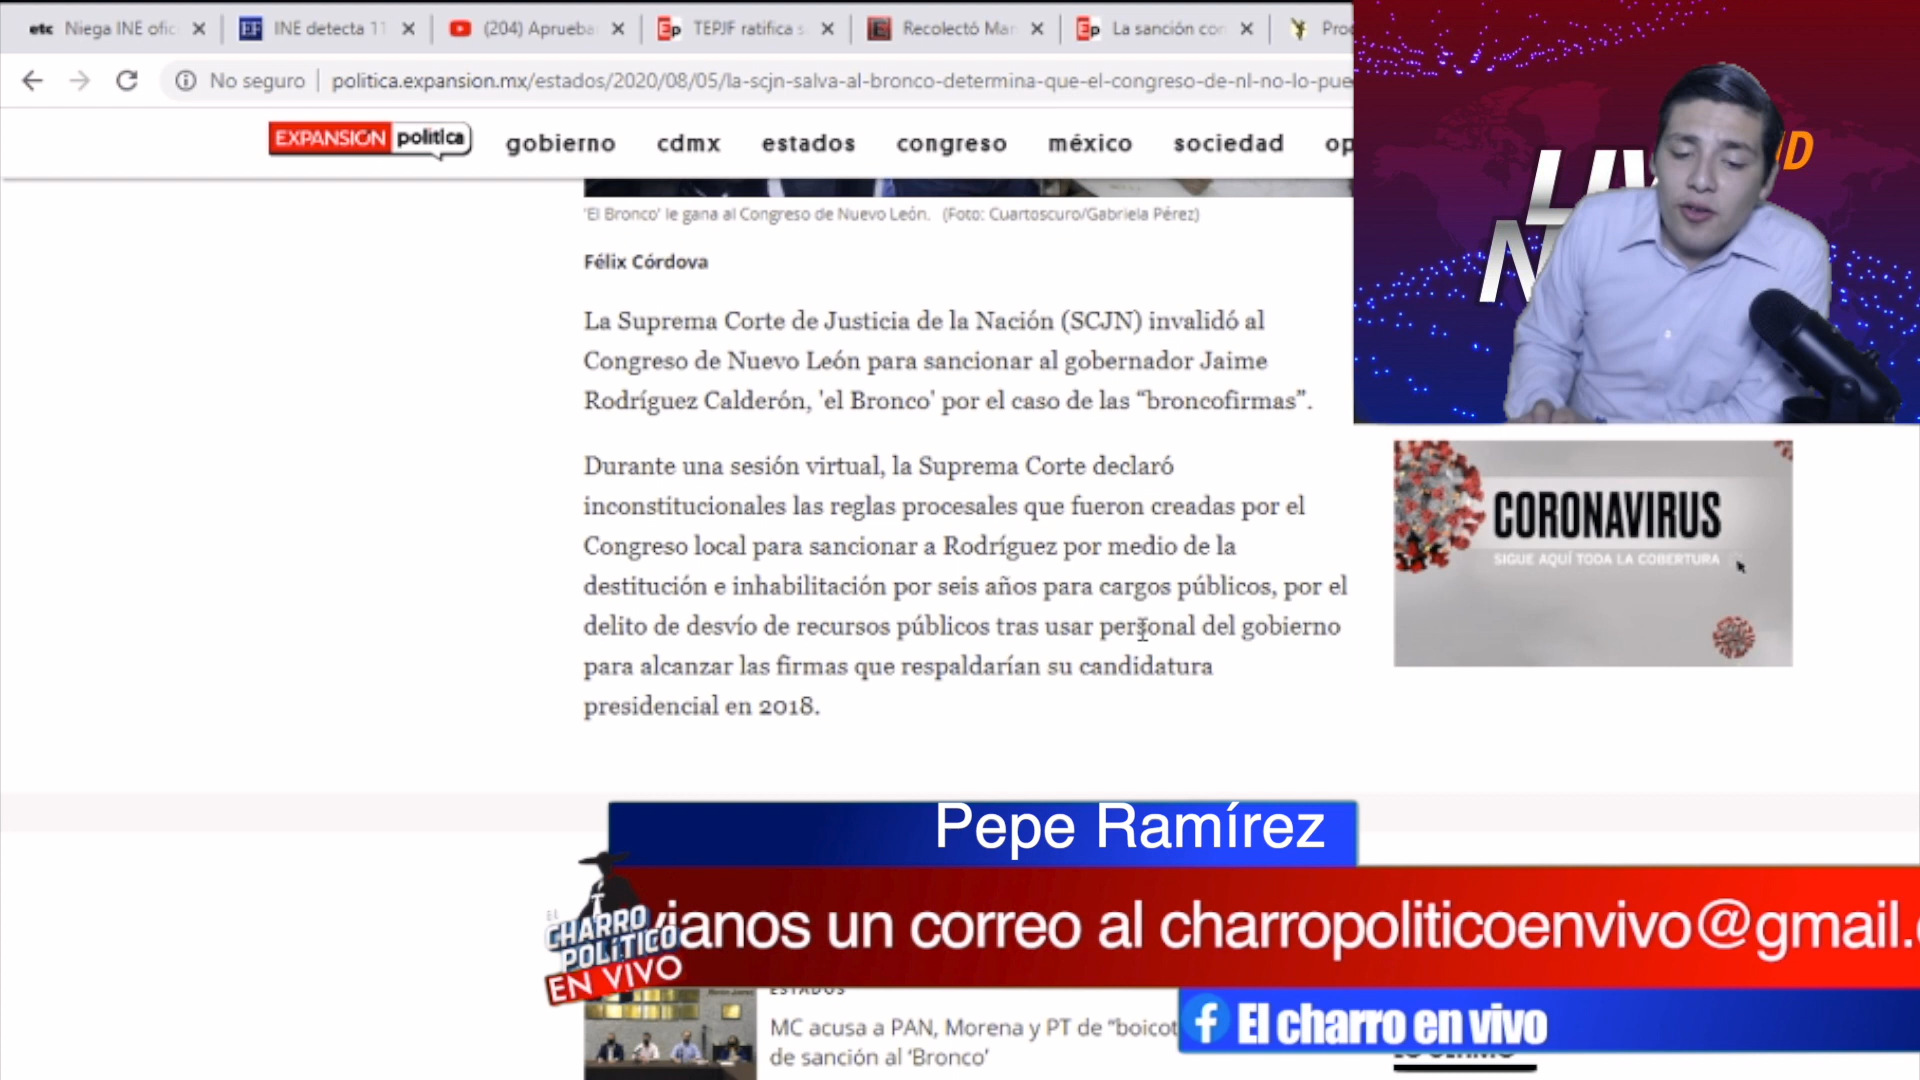 etc Niega INE ofic
EF INE detecta 11
(204) Aprueba
Ep TEPJF ratifica s
Recolectó Mar
Ep La sanción con
Pro
No seguro
politica.expansion.mx/estados/2020/08/05/la-scjn-salva-al-bronco-determina-que-el-congreso-de-nl-no-lo-pue
EXPANSIÓN politica
gobierno cdmx estados congreso méxico sociedad op
'El Bronco' le gana al Congreso de Nuevo León. (Foto: Cuartoscuro/Gabriela Pérez)
Félix Córdova
La Suprema Corte de Justicia de la Nación (SCJN) invalidó al
Congreso de Nuevo León para sancionar al gobernador Jaime
Rodríguez Calderón, 'el Bronco' por el caso de las “broncofirmas”.
Durante una sesión virtual, la Suprema Corte declaró
inconstitucionales las reglas procesales que fueron creadas por el
Congreso local para sancionar a Rodríguez por medio de la
destitución e inhabilitación por seis años para cargos públicos, por el
delito de desvío de recursos públicos tras usar personal del gobierno
para alcanzar las firmas que respaldarían su candidatura
presidencial en 2018.
CORONAVIRUS
SIGUE AQUÍ TODA LA COBERTURA
Pepe Ramírez
vianos un correo al charropoliticoenvivo@gmail.
EL
CHARRO
POLÍTICO
EN VIVO
ESTADOS
MC acusa a PAN, Morena y PT de “boicot
de sanción al ‘Bronco’
El charro en vivo
LO ÚLTIMO